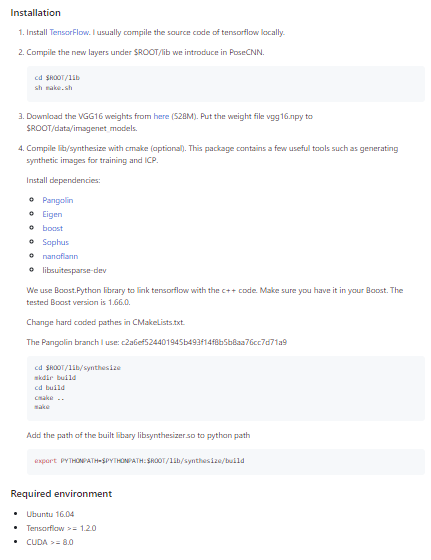 Installation
1. Install TensorFlow. I usually compile the source code of tensorflow locally.
2. Compile the new layers under $ROOT/lib we introduce in PoseCNN.
cd $ROOT/lib
sh make.sh
3. Download the VGG16 weights from here (528M). Put the weight file vgg16.npy to
$ROOT/data/imagenet_models.
4. Compile lib/synthesize with cmake (optional). This package contains a few useful tools such as generating
synthetic images for training and ICP.
Install dependencies:
Pangolin
Eigen
boost
Sophus
nanoflann
libsuitesparse-dev
We use Boost.Python library to link tensorflow with the c++ code. Make sure you have it in your Boost. The
tested Boost version is 1.66.0.
Change hard coded pathes in CMakeLists.txt.
The Pangolin branch I use: c2a6ef524401945b493f14f8b5b8aa76cc7d71a9
cd $ROOT/lib/synthesize
mkdir build
cd build
cmake ..
make
Add the path of the built libary libsynthesizer.so to python path
export PYTHONPATH=$PYTHONPATH:$ROOT/lib/synthesize/build
Required environment
Ubuntu 16.04
Tensorflow >= 1.2.0
CUDA >= 8.0